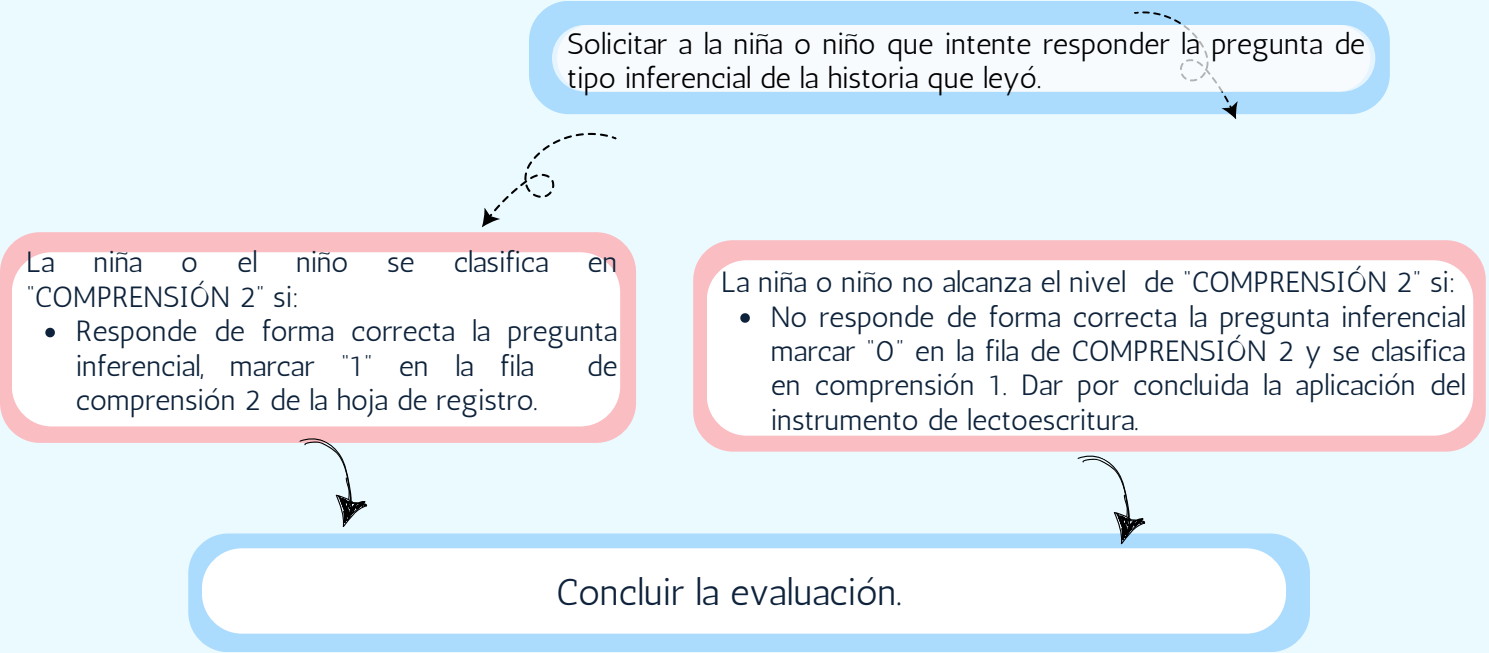 Solicitar a la niña o niño que intente responder la pregunta de
tipo inferencial de la historia que leyó.
La niña o el niño se clasifica en
"COMPRENSIÓN 2" si:
• Responde de forma correcta la pregunta
inferencial, marcar "1" en la fila de
comprensión 2 de la hoja de registro.
La niña o niño no alcanza el nivel de "COMPRENSIÓN 2" si:
• No responde de forma correcta la pregunta inferencial
marcar "0" en la fila de COMPRENSIÓN 2 y se clasifica
en comprensión 1. Dar por concluida la aplicación del
instrumento de lectoescritura.
Concluir la evaluación.